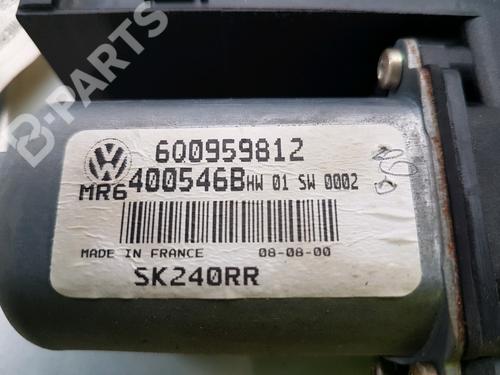 B-PARTS
600959812
MR6 400546B HW 01 SW 0002
MADE IN FRANCE 08-08-00
SK240RR